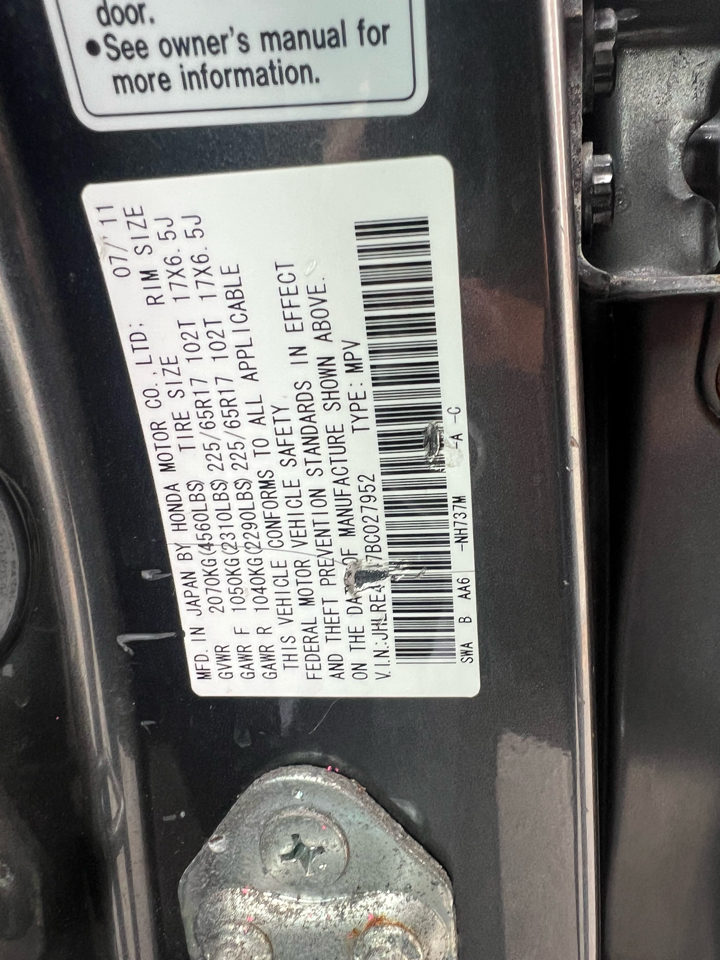 door.
●See owner's manual for
more information.
MFD. IN JAPAN BY HONDA MOTOR CO., LTD; 07/ 11
GVWR 2070KG(4560LBS) TIRE SIZE RIM SIZE
GAWR F 1050KG(2310LBS) 225/65R17 102T 17X6.5J
GAWR R 1040KG(2290LBS) 225/65R17 102T 17X6.5J
THIS VEHICLE CONFORMS TO ALL APPLICABLE
FEDERAL MOTOR VEHICLE SAFETY
AND THEFT PREVENTION STANDARDS IN EFFECT
ON THE DA OF MANUFACTURE SHOWN ABOVE.
V.I.N:JHLRE4 7BC027952 TYPE: MPV
SWA B AA6 -NH737M -A -C